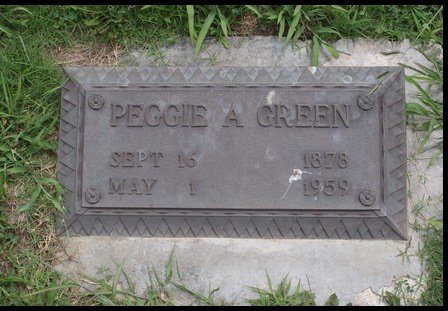 PEGGIE A GREEN
SEPT 16 1878
MAY 1 1959